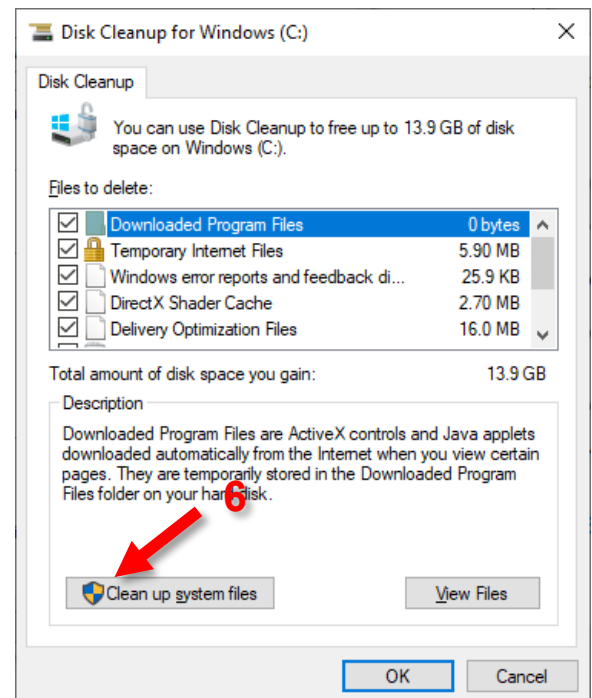 Disk Cleanup for Windows (C:)
Disk Cleanup
You can use Disk Cleanup to free up to 13.9 GB of disk
space on Windows (C:).
Files to delete:
Downloaded Program Files 0 bytes
Temporary Internet Files 5.90 MB
Windows error reports and feedback di... 25.9 KB
DirectX Shader Cache 2.70 MB
Delivery Optimization Files 16.0 MB
Total amount of disk space you gain: 13.9 GB
Description
Downloaded Program Files are ActiveX controls and Java applets
downloaded automatically from the Internet when you view certain
pages. They are temporarily stored in the Downloaded Program
Files folder on your hard disk.
6
Clean up system files View Files
OK Cancel